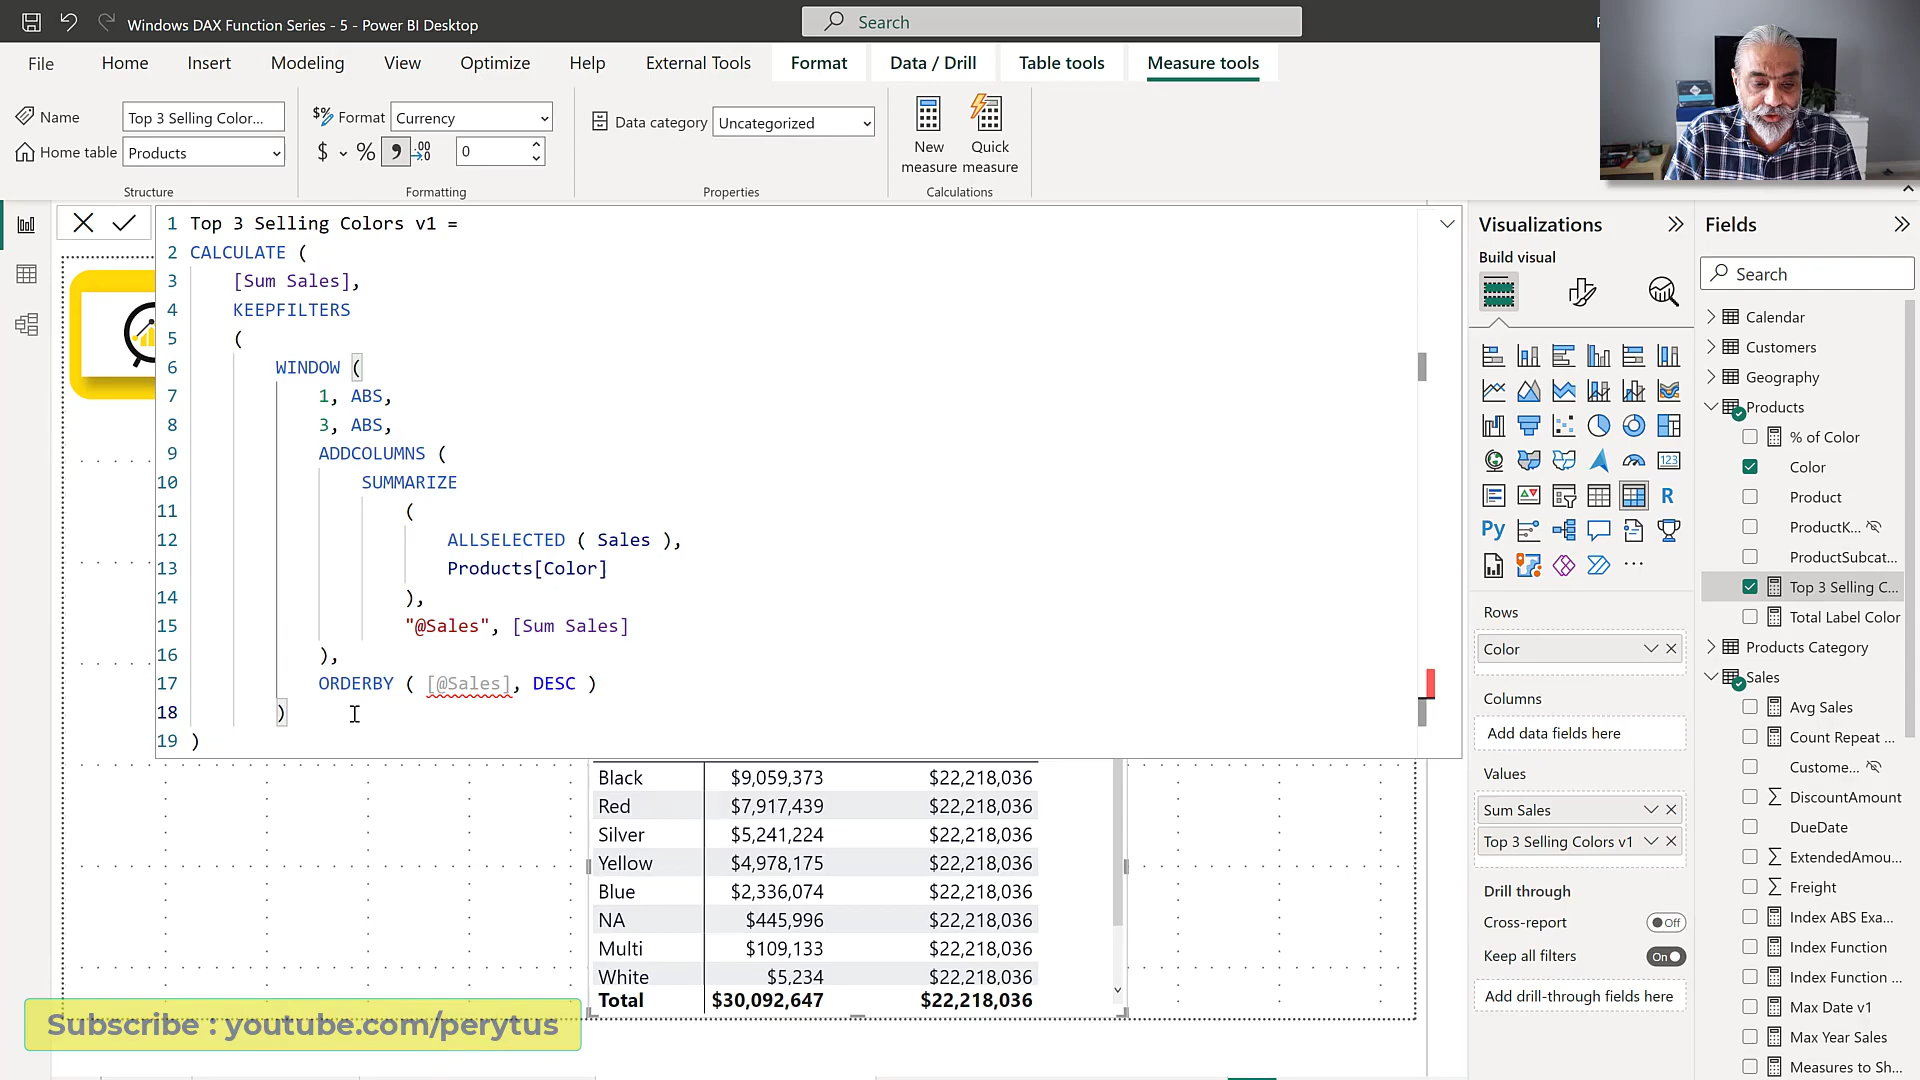 Windows DAX Function Series - 5 - Power BI Desktop
Search
File
Home
Insert
Modeling
View
Optimize
Help
External Tools
Format
Data / Drill
Table tools
Measure tools
Name
Top 3 Selling Color...
Home table
Products
Structure
Format
Currency
$
%
0
Formatting
Data category
Uncategorized
Properties
New measure
Quick measure
Calculations
1 Top 3 Selling Colors v1 =
2 CALCULATE (
3 [Sum Sales],
4 KEEPFILTERS
5 (
6 WINDOW (
7 1, ABS,
8 3, ABS,
9 ADDCOLUMNS (
10 SUMMARIZE
11 (
12 ALLSELECTED ( Sales ),
13 Products[Color]
14 ),
15 "@Sales", [Sum Sales]
16 ),
17 ORDERBY ( [@Sales], DESC )
18 )
19 )
Black $9,059,373 $22,218,036
Red $7,917,439 $22,218,036
Silver $5,241,224 $22,218,036
Yellow $4,978,175 $22,218,036
Blue $2,336,074 $22,218,036
NA $445,996 $22,218,036
Multi $109,133 $22,218,036
White $5,234 $22,218,036
Total $30,092,647 $22,218,036
Subscribe : youtube.com/perytus
Visualizations
Build visual
123
R
Py
Rows
Color
Columns
Add data fields here
Values
Sum Sales
Top 3 Selling Colors v1
Drill through
Cross-report
Off
Keep all filters
On
Add drill-through fields here
Fields
Search
Calendar
Customers
Geography
Products
% of Color
Color
Product
ProductK...
ProductSubcat...
Top 3 Selling C...
Total Label Color
Products Category
Sales
Avg Sales
Count Repeat ...
Custome...
DiscountAmount
DueDate
ExtendedAmou...
Freight
Index ABS Exa...
Index Function
Index Function ...
Max Date v1
Max Year Sales
Measures to Sh...